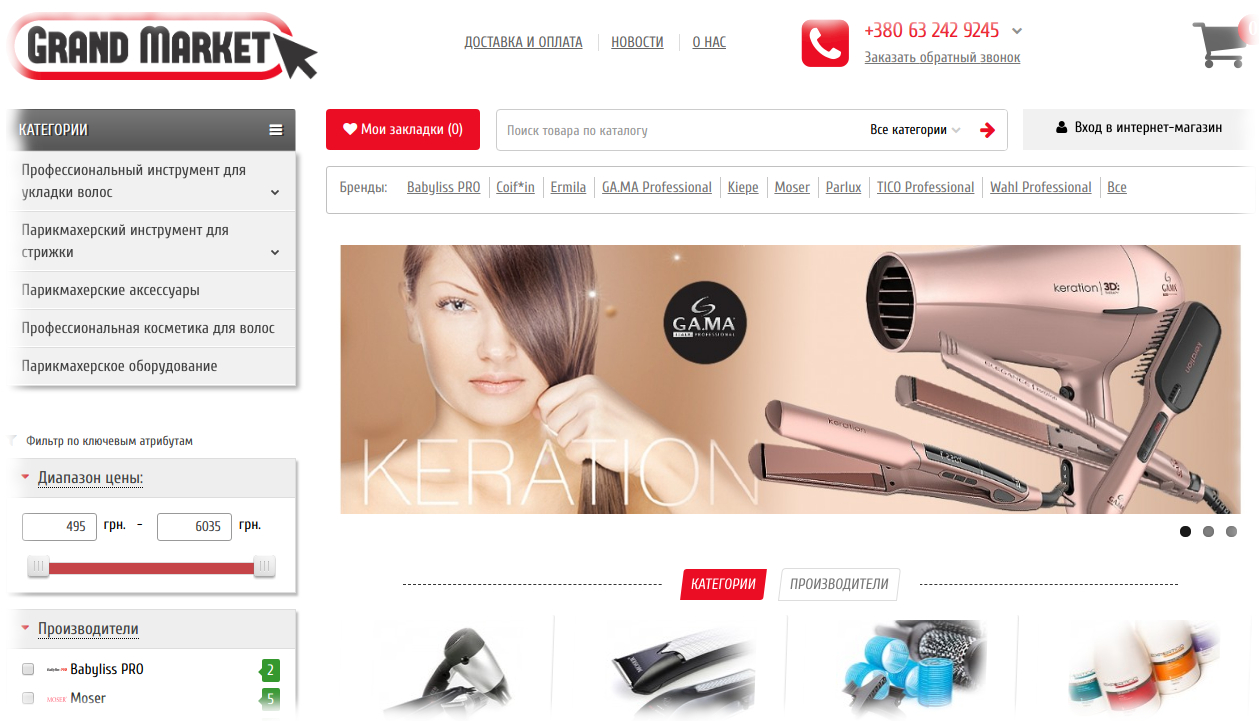 GRAND MARKET
ДОСТАВКА И ОПЛАТА
НОВОСТИ
О НАС
+380 63 242 9245
Заказать обратный звонок
КАТЕГОРИИ
Мои закладки (0)
Поиск товара по каталогу
Все категории
Вход в интернет-магазин
Профессиональный инструмент для
укладки волос
Парикмахерский инструмент для
стрижки
Парикмахерские аксессуары
Профессиональная косметика для волос
Парикмахерское оборудование
Бренды:
Babyliss PRO
Coif*in
Ermila
GA.MA Professional
Kiepe
Moser
Parlux
TICO Professional
Wahl Professional
Все
GA.MA
ITALY PROFESSIONAL
keration 3D
GA.MA
KERATION
keration
keration
Фильтр по ключевым атрибутам
Диапазон цены:
495 грн. - 6035 грн.
Производители
Babyliss PRO 2
MOSER Moser 5
КАТЕГОРИИ
ПРОИЗВОДИТЕЛИ
MOSER